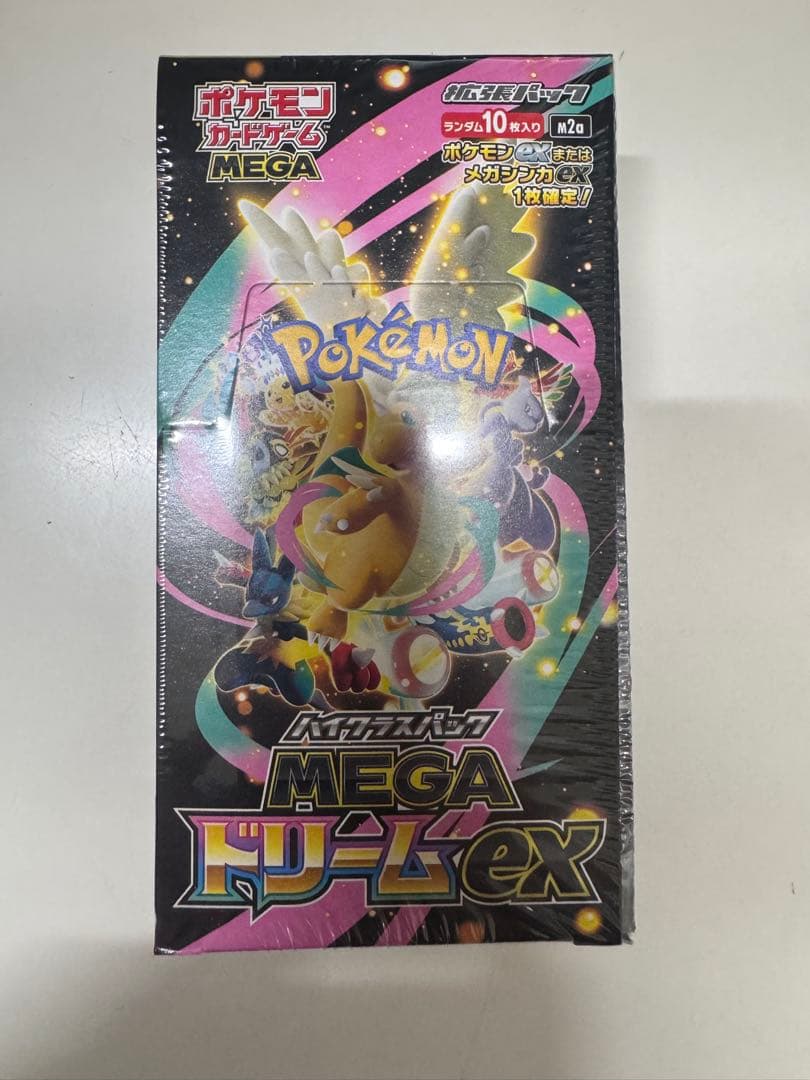 ポケモン
カードゲーム
MEGA
拡張パック
ランダム10枚入り
M2a
ポケモンexまたは
メガシンカex
1枚確定!
POKéMON
ハイクラスパック
MEGA
ドリームex